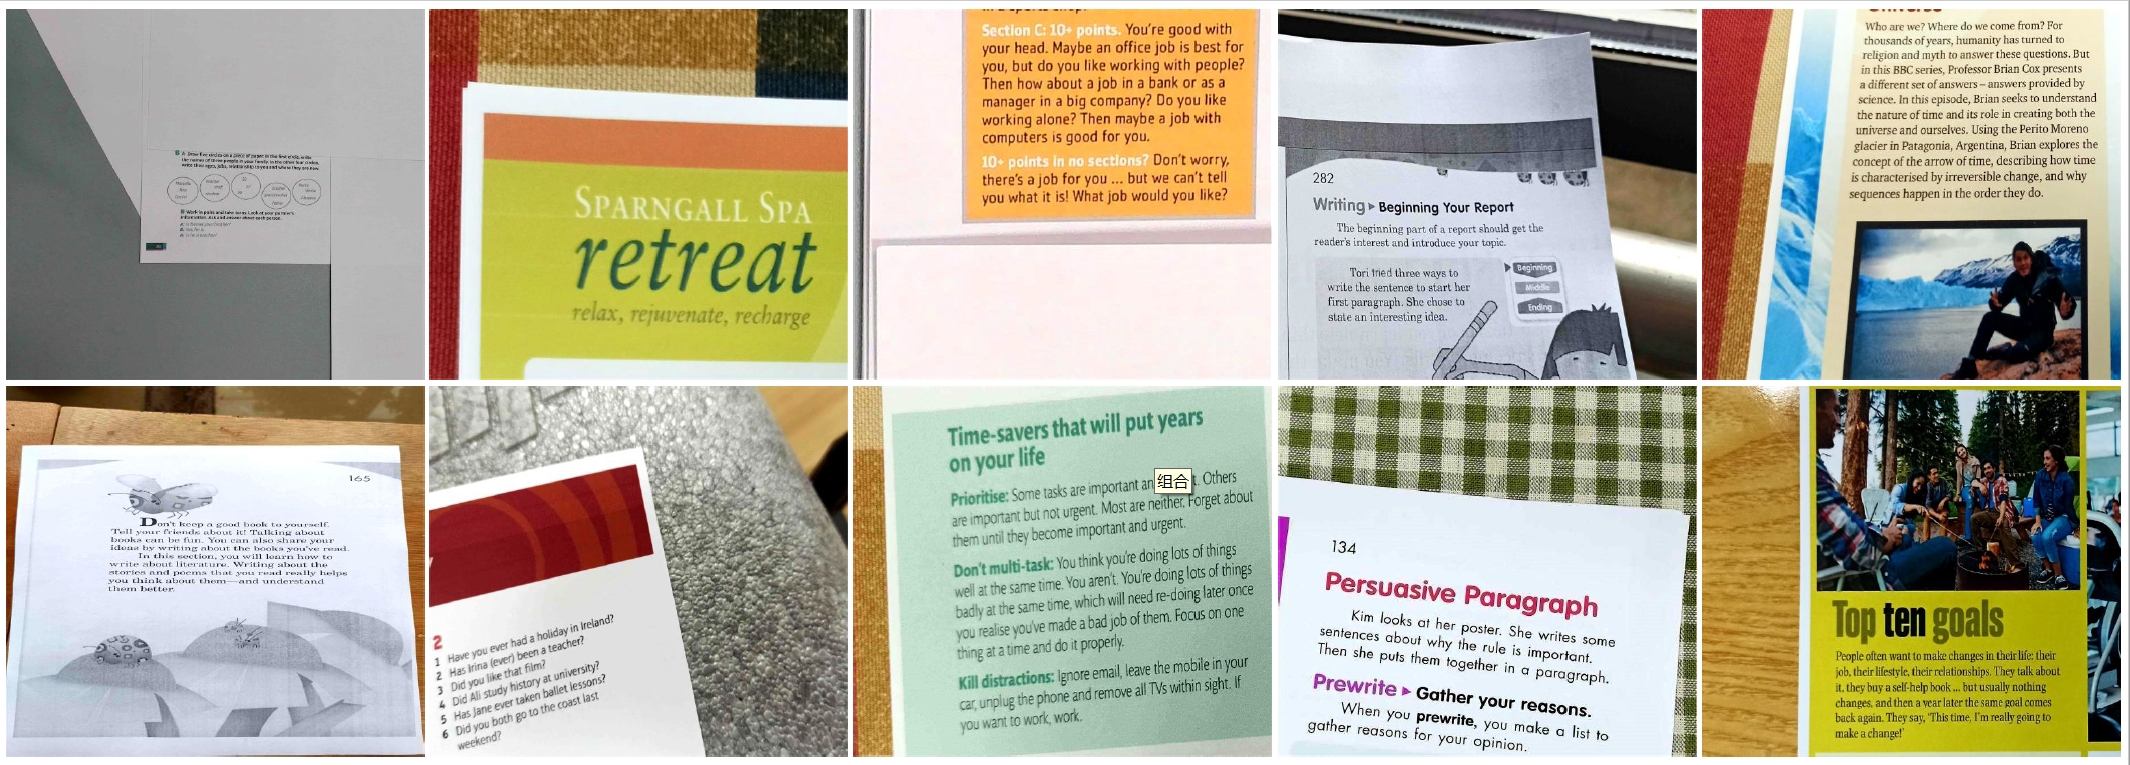 in a sports shop.
Section C: 10+ points. You're good with
your head. Maybe an office job is best for
you, but do you like working with people?
Then how about a job in a bank or as a
manager in a big company? Do you like
working alone? Then maybe a job with
computers is good for you.
10+ points in no sections? Don't worry,
there's a job for you ... but we can't tell
you what it is! What job would you like?
SPARNGALL SPA
retreat
relax, rejuvenate, recharge
282
Writing ▸ Beginning Your Report
The beginning part of a report should get the
reader's interest and introduce your topic.
Tori tried three ways to
write the sentence to start her
first paragraph. She chose to
state an interesting idea.
Beginning
Middle
Ending
Who are we? Where do we come from? For
thousands of years, humanity has turned to
religion and myth to answer these questions. But
in this BBC series, Professor Brian Cox presents
a different set of answers – answers provided by
science. In this episode, Brian seeks to understand
the nature of time and its role in creating both the
universe and ourselves. Using the Perito Moreno
glacier in Patagonia, Argentina, Brian explores the
concept of the arrow of time, describing how time
is characterised by irreversible change, and why
sequences happen in the order they do.
165
Don't keep a good book to yourself.
Tell your friends about it! Talking about
books can be fun. You can also share your
ideas by writing about the books you've read.
In this section, you will learn how to
write about literature. Writing about the
stories and poems that you read really helps
you think about them—and understand
them better.
2
1 Have you ever had a holiday in Ireland?
2 Has Irina (ever) been a teacher?
3 Did you like that film?
4 Did Ali study history at university?
5 Has Jane ever taken ballet lessons?
6 Did you both go to the coast last
weekend?
Time-savers that will put years
on your life
Prioritise: Some tasks are important an 组合 t. Others
are important but not urgent. Most are neither. Forget about
them until they become important and urgent.
Don't multi-task: You think you're doing lots of things
well at the same time. You aren't. You're doing lots of things
badly at the same time, which will need re-doing later once
you realise you've made a bad job of them. Focus on one
thing at a time and do it properly.
Kill distractions: Ignore email, leave the mobile in your
car, unplug the phone and remove all TVs within sight. If
you want to work, work.
134
Persuasive Paragraph
Kim looks at her poster. She writes some
sentences about why the rule is important.
Then she puts them together in a paragraph.
Prewrite ▸ Gather your reasons.
When you prewrite, you make a list to
gather reasons for your opinion.
Top ten goals
People often want to make changes in their life: their
job, their lifestyle, their relationships. They talk about
it, they buy a self-help book ... but usually nothing
changes, and then a year later the same goal comes
back again. They say, 'This time, I'm really going to
make a change!'